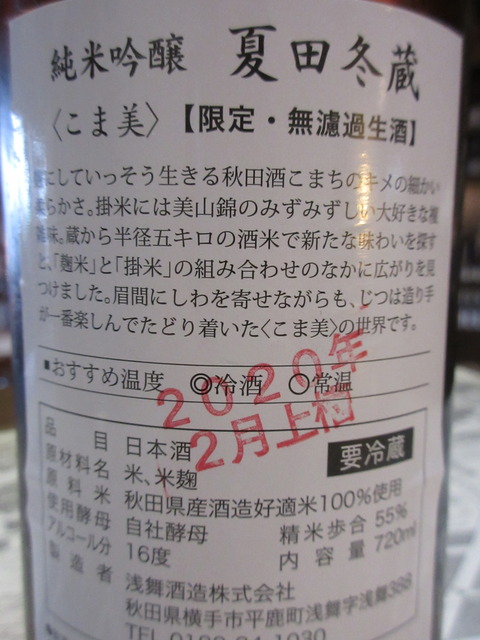 純米吟醸 夏田冬蔵
〈こま美〉【限定・無濾過生酒】
にしていっそう生きる秋田酒こまちのキメの細かい
柔らかさ。掛米には美山錦のみずみずしい大好きな複
雑味。蔵から半径五キロの酒米で新たな味わいを探す
と、「麹米」と「掛米」の組み合わせのなかに広がりを見
つけました。眉間にしわを寄せながらも、じつは造り手
が一番楽しんでたどり着いた〈こま美〉の世界です。
■おすすめ温度 ◎冷酒 ○常温
2020年
2月上槽
品目 日本酒
要冷蔵
原材料名 米、米麹
原料米 秋田県産酒造好適米100%使用
使用酵母 自社酵母 精米歩合 55%
アルコール分 16度 内容量 720ml
製造者 浅舞酒造株式会社
秋田県横手市平鹿町浅舞字浅舞388